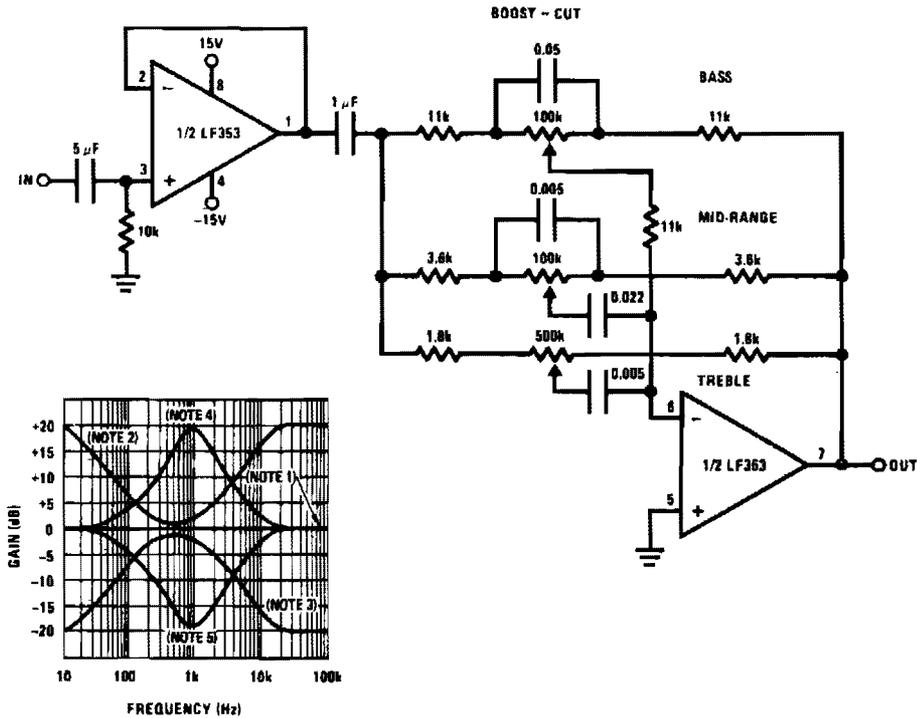 BOOST – CUT
15V
0.05
BASS
2
8
1 µF
11k
100k
11k
1/2 LF353
1
5 µF
IN
3
4
-15V
0.005
10k
11k
MID-RANGE
3.6k
100k
3.6k
0.022
1.8k
500k
1.8k
0.005
TREBLE
6
(NOTE 4)
+20
(NOTE 2)
+15
1/2 LF353
7
OUT
+10
(NOTE 1)
5
+5
0
-5
-10
-15
(NOTE 3)
-20
(NOTE 5)
GAIN (dB)
10
100
1k
10k
100k
FREQUENCY (Hz)